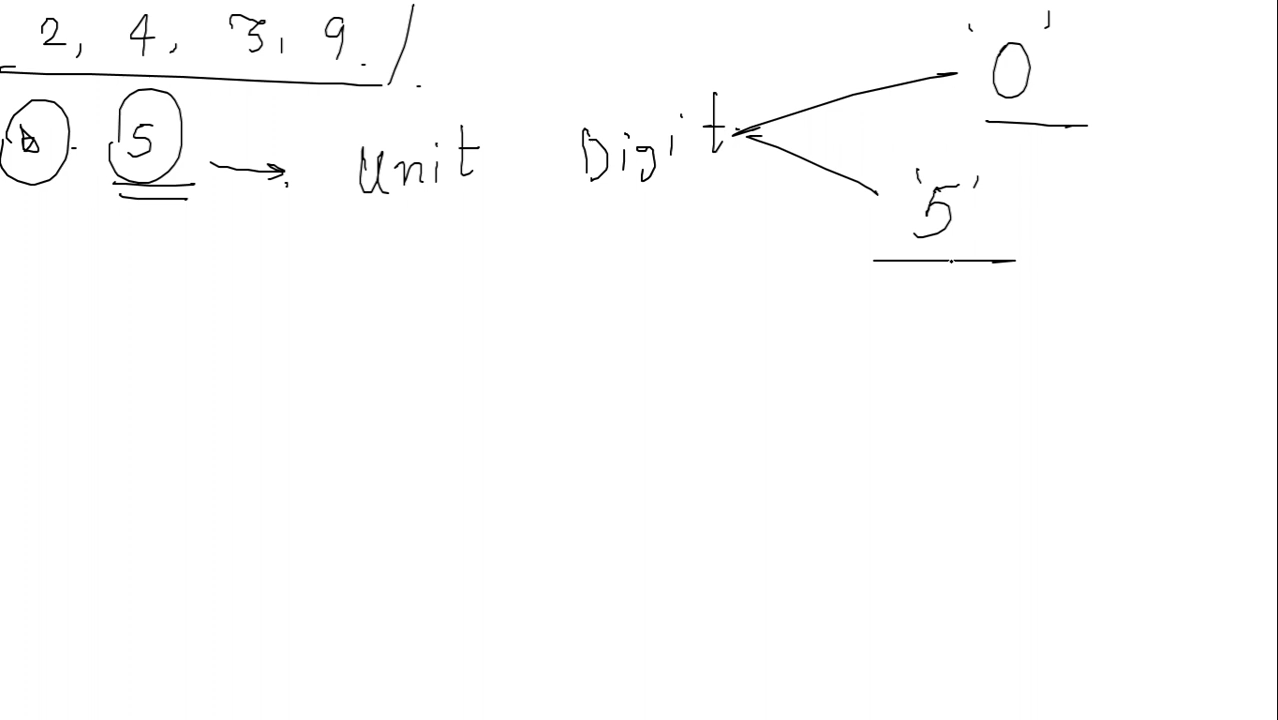 2, 4, 3, 9.
5 → Unit Digit '0'
'5'